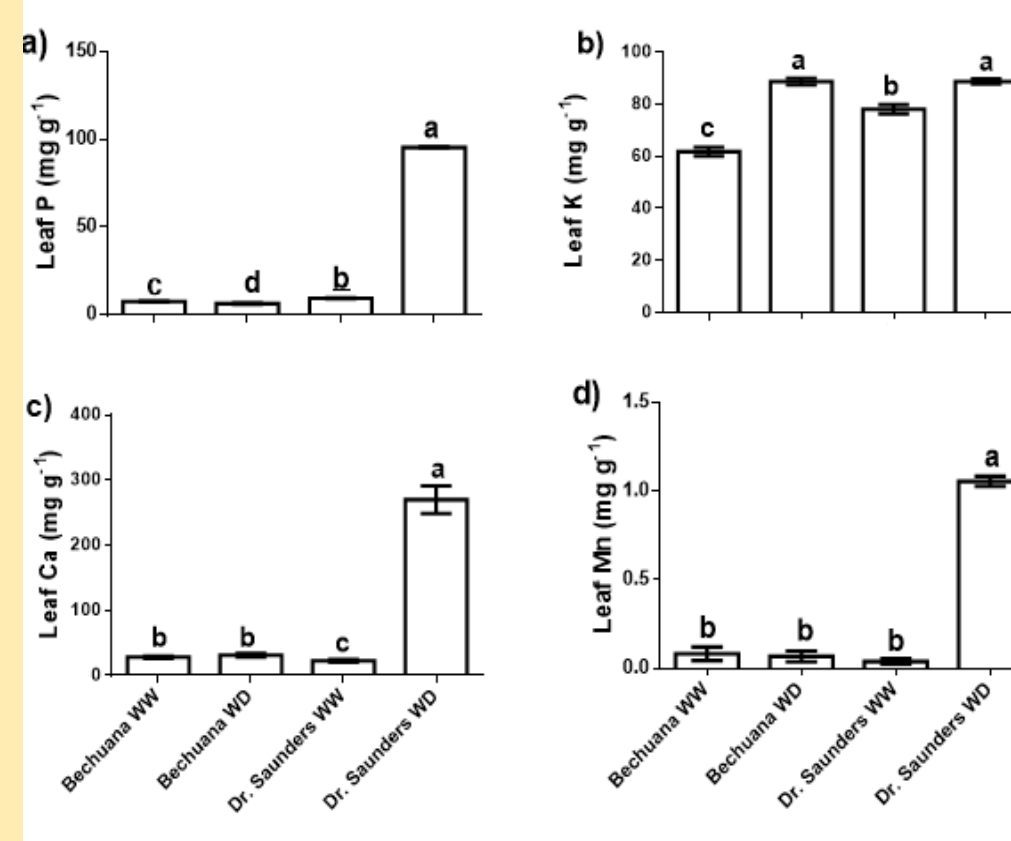 a)
Leaf P (mg g-1)
150
100
50
0
c
d
b
a
b)
Leaf K (mg g-1)
100
80
60
40
20
0
c
a
b
a
c)
Leaf Ca (mg g-1)
400
300
200
100
0
b
b
c
a
Bechuana WW
Bechuana WD
Dr. Saunders WW
Dr. Saunders WD
d)
Leaf Mn (mg g-1)
1.5
1.0
0.5
0.0
b
b
b
a
Bechuana WW
Bechuana WD
Dr. Saunders WW
Dr. Saunders WD